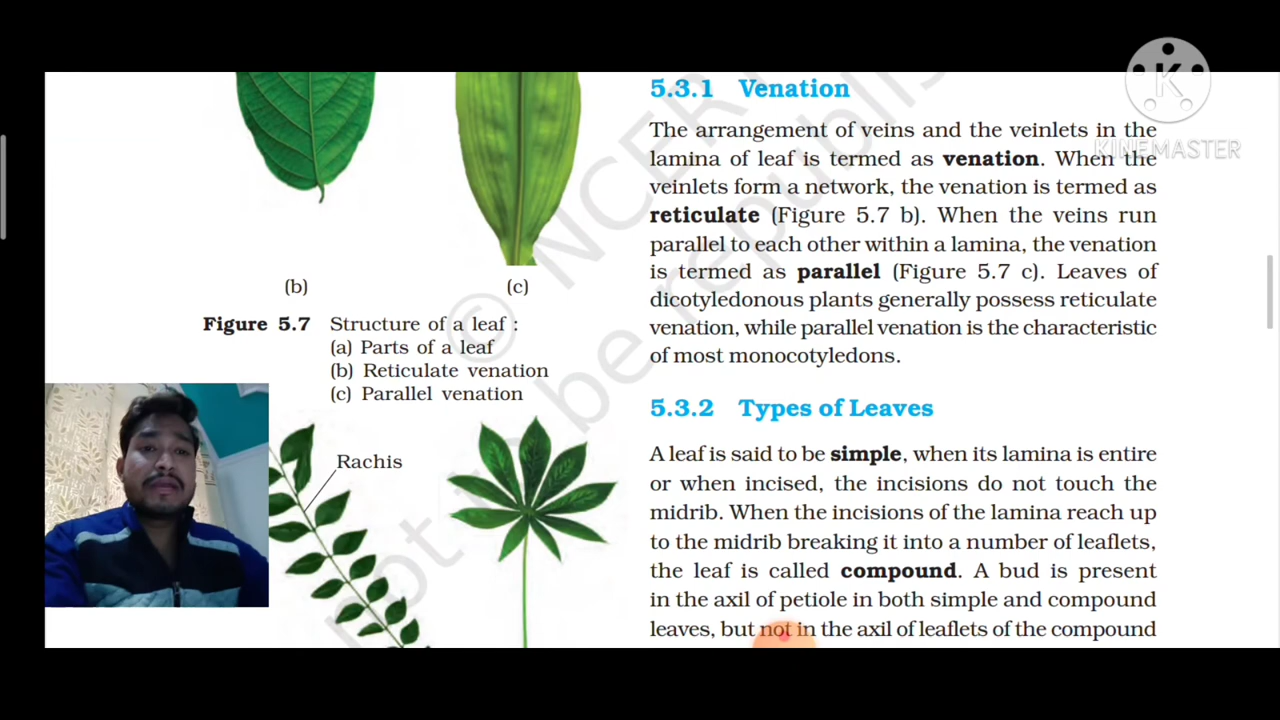 (b)
(c)
Figure 5.7 Structure of a leaf :
(a) Parts of a leaf
(b) Reticulate venation
(c) Parallel venation
Rachis
5.3.1 Venation
The arrangement of veins and the veinlets in the
lamina of leaf is termed as venation. When the
veinlets form a network, the venation is termed as
reticulate (Figure 5.7 b). When the veins run
parallel to each other within a lamina, the venation
is termed as parallel (Figure 5.7 c). Leaves of
dicotyledonous plants generally possess reticulate
venation, while parallel venation is the characteristic
of most monocotyledons.
5.3.2 Types of Leaves
A leaf is said to be simple, when its lamina is entire
or when incised, the incisions do not touch the
midrib. When the incisions of the lamina reach up
to the midrib breaking it into a number of leaflets,
the leaf is called compound. A bud is present
in the axil of petiole in both simple and compound
leaves, but not in the axil of leaflets of the compound
K
KINEMASTER
© NCERT
not to be republis